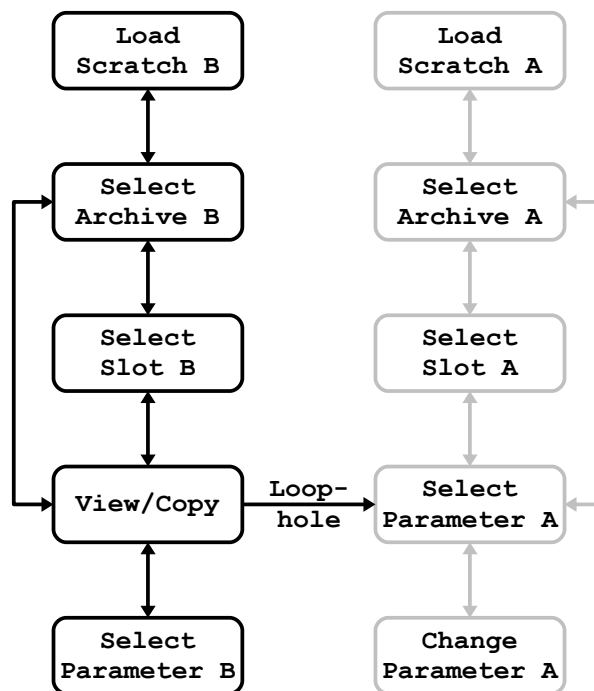 Load
Scratch B
Load
Scratch A
Select
Archive B
Select
Archive A
Select
Slot B
Select
Slot A
View/Copy
Loop-
hole
Select
Parameter A
Select
Parameter B
Change
Parameter A